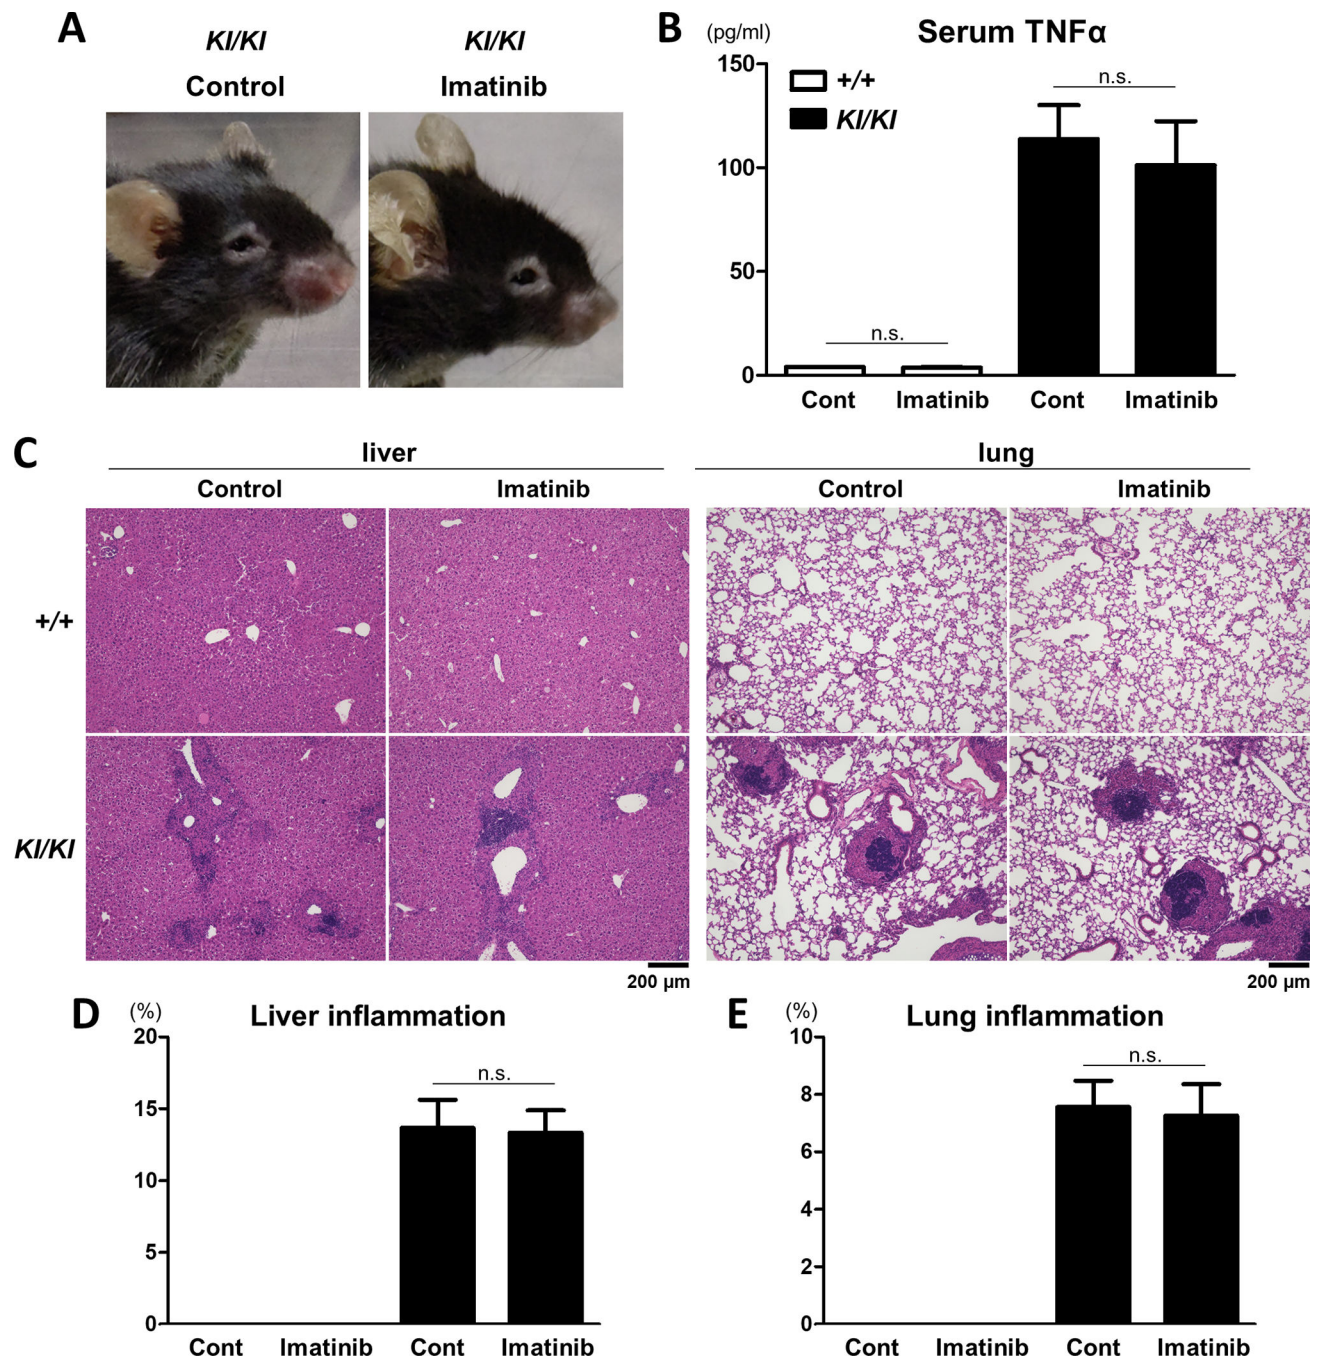 A
KI/KI
Control
KI/KI
Imatinib
B
(pg/ml)
Serum TNFα
150
100
50
0
+/+
KI/KI
n.s.
n.s.
Cont
Imatinib
Cont
Imatinib
C
liver
lung
Control
Imatinib
Control
Imatinib
+/+
KI/KI
200 μm
200 μm
D
(%)
Liver inflammation
20
15
10
5
0
n.s.
Cont
Imatinib
Cont
Imatinib
E
(%)
Lung inflammation
10
8
6
4
2
0
n.s.
Cont
Imatinib
Cont
Imatinib